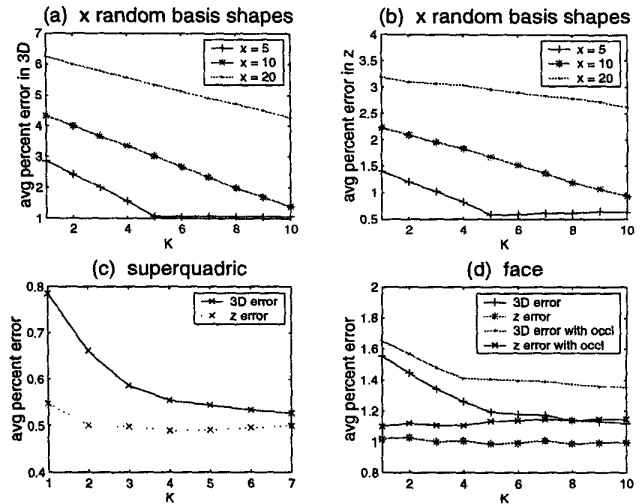 (a) x random basis shapes
avg percent error in 3D
7
6
5
4
3
2
1
x = 5
x = 10
x = 20
2
4
6
8
10
K
(b) x random basis shapes
avg percent error in z
4
3.5
3
2.5
2
1.5
1
0.5
x = 5
x = 10
x = 20
2
4
6
8
10
K
(c) superquadric
avg percent error
0.8
0.7
0.6
0.5
0.4
3D error
z error
1
2
3
4
5
6
7
K
(d) face
avg percent error
2
1.8
1.6
1.4
1.2
1
0.8
3D error
z error
3D error with occl
z error with occl
2
4
6
8
10
K